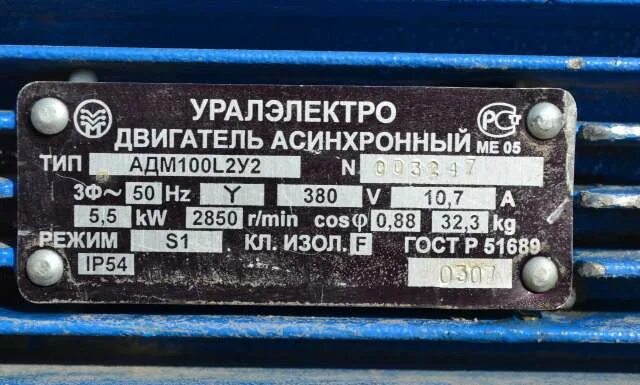 УРАЛЭЛЕКТРО
ДВИГАТЕЛЬ АСИНХРОННЫЙ
МЕ 05
ТИП АДМ100L2У2 N 003247
3Ф~ 50 Hz Y 380 V 10,7 A
5,5 kW 2850 r/min cosφ 0,88 32,3 kg
РЕЖИМ S1 КЛ. ИЗОЛ. F ГОСТ Р 51689
IP54 0307